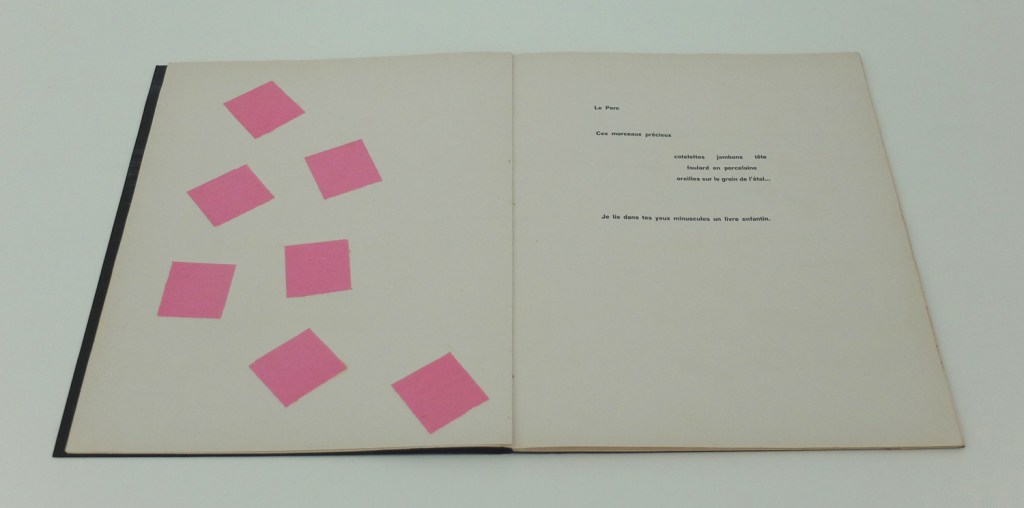 Le Porc
Ces morceaux précieux
cotelettes jambons tête
foulard en porcelaine
oreilles sur le grain de l'étal...
Je lis dans tes yeux minuscules un livre enfantin.